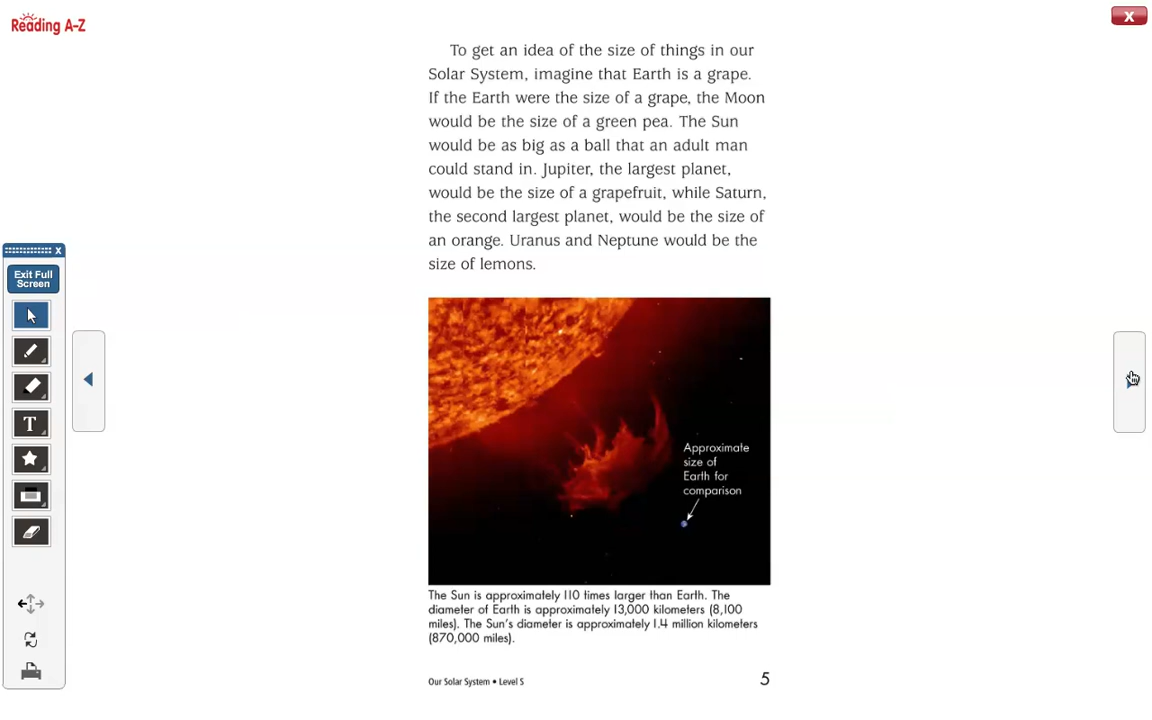 Reading A-Z
X
To get an idea of the size of things in our
Solar System, imagine that Earth is a grape.
If the Earth were the size of a grape, the Moon
would be the size of a green pea. The Sun
would be as big as a ball that an adult man
could stand in. Jupiter, the largest planet,
would be the size of a grapefruit, while Saturn,
the second largest planet, would be the size of
an orange. Uranus and Neptune would be the
size of lemons.
x
Exit Full
Screen
T
Approximate
size of
Earth for
comparison
The Sun is approximately 110 times larger than Earth. The
diameter of Earth is approximately 13,000 kilometers (8,100
miles). The Sun's diameter is approximately 1.4 million kilometers
(870,000 miles).
Our Solar System • Level S
5